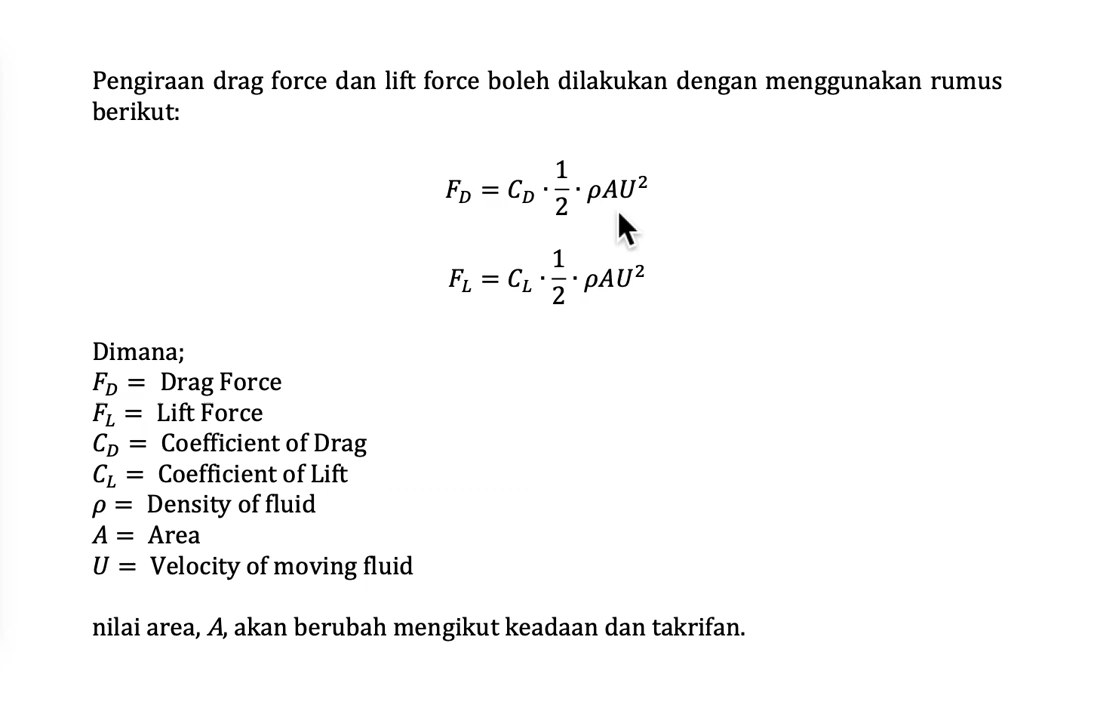 Pengiraan drag force dan lift force boleh dilakukan dengan menggunakan rumus
berikut:
F_D = C_D · 1/2 · ρAU²
F_L = C_L · 1/2 · ρAU²
Dimana;
F_D = Drag Force
F_L = Lift Force
C_D = Coefficient of Drag
C_L = Coefficient of Lift
ρ = Density of fluid
A = Area
U = Velocity of moving fluid
nilai area, A, akan berubah mengikut keadaan dan takrifan.